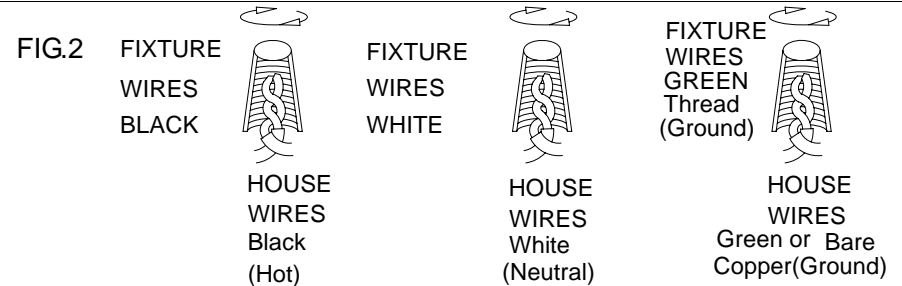 FIG.2
FIXTURE
WIRES
BLACK
HOUSE
WIRES
Black
(Hot)
FIXTURE
WIRES
WHITE
HOUSE
WIRES
White
(Neutral)
FIXTURE
WIRES
GREEN
Thread
(Ground)
HOUSE
WIRES
Green or Bare
Copper(Ground)